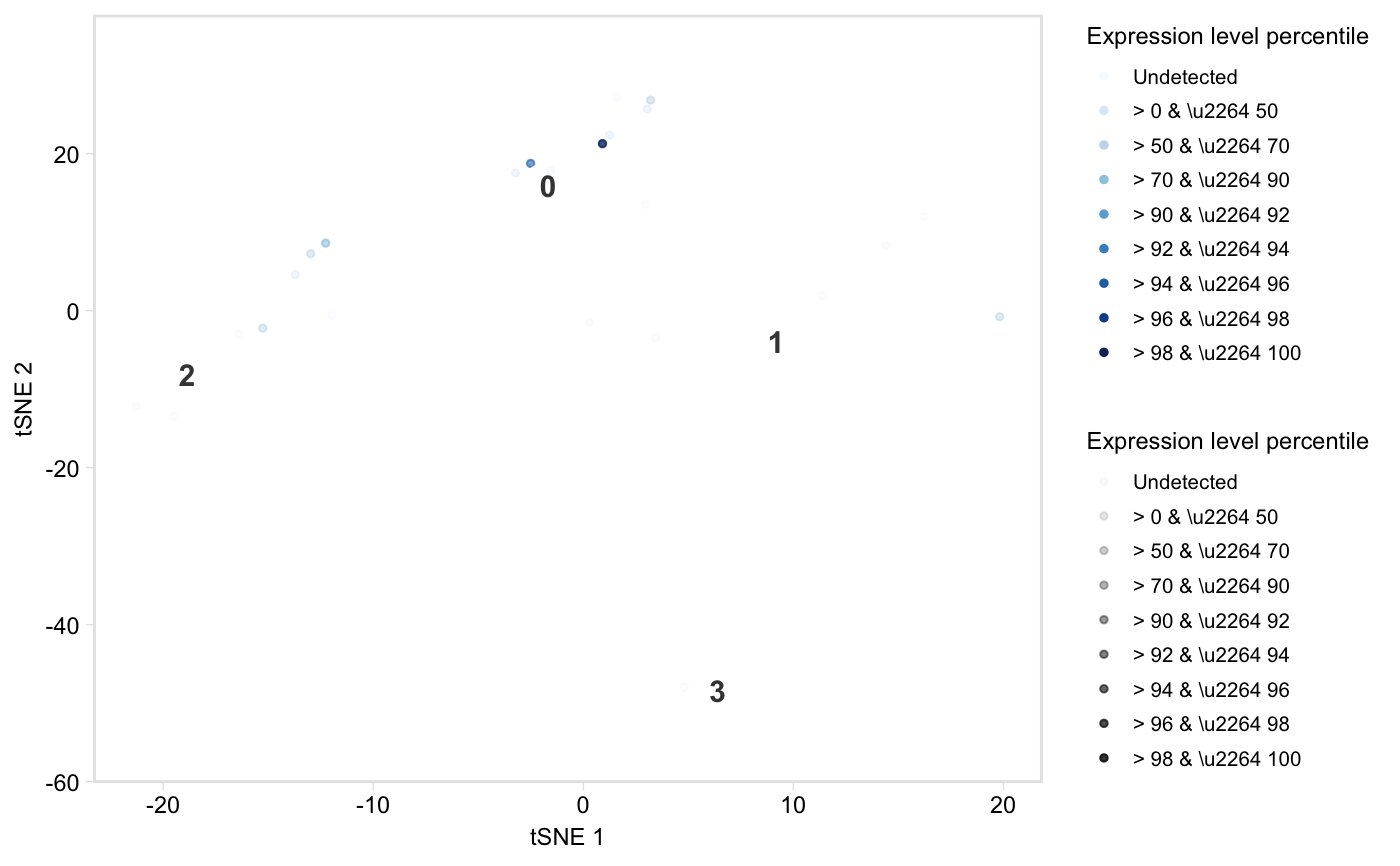 Expression level percentile
Undetected
> 0 & \u2264 50
> 50 & \u2264 70
> 70 & \u2264 90
> 90 & \u2264 92
> 92 & \u2264 94
> 94 & \u2264 96
> 96 & \u2264 98
> 98 & \u2264 100
Expression level percentile
Undetected
> 0 & \u2264 50
> 50 & \u2264 70
> 70 & \u2264 90
> 90 & \u2264 92
> 92 & \u2264 94
> 94 & \u2264 96
> 96 & \u2264 98
> 98 & \u2264 100
tSNE 2
20
0
-20
-40
-60
0
1
2
3
-20
-10
0
10
20
tSNE 1